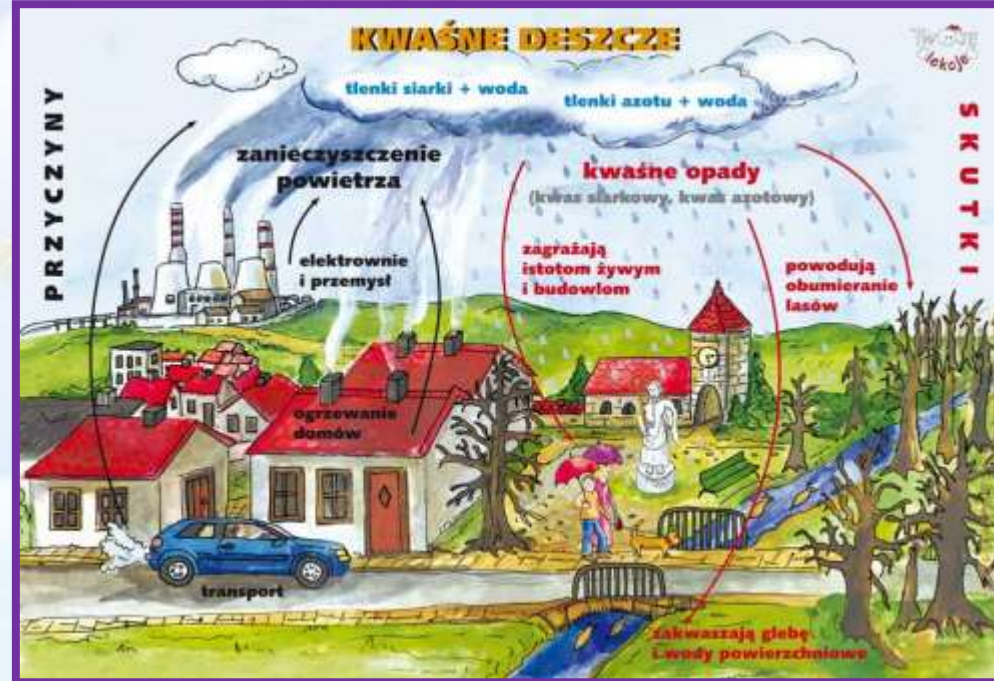 KWAŚNE DESZCZE
PRZYCZYNY
SKUTKI
tlenki siarki + woda
tlenki azotu + woda
zanieczyszczenie
powietrza
elektrownie
i przemysł
ogrzewanie
domów
transport
kwaśne opady
(kwas siarkowy, kwas azotowy)
zagrażają
istotom żywym
i budowlom
powodują
obumieranie
lasów
zakwaszają glebę
i wody powierzchniowe
lekcje